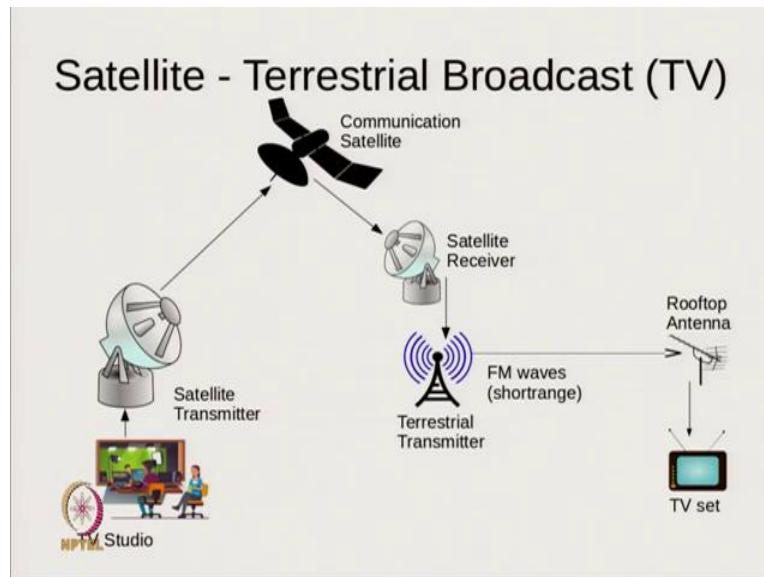 Satellite - Terrestrial Broadcast (TV)
Communication
Satellite
Satellite
Receiver
Rooftop
Antenna
FM waves
(shortrange)
Satellite
Transmitter
Terrestrial
Transmitter
TV set
TV Studio
NPTEL